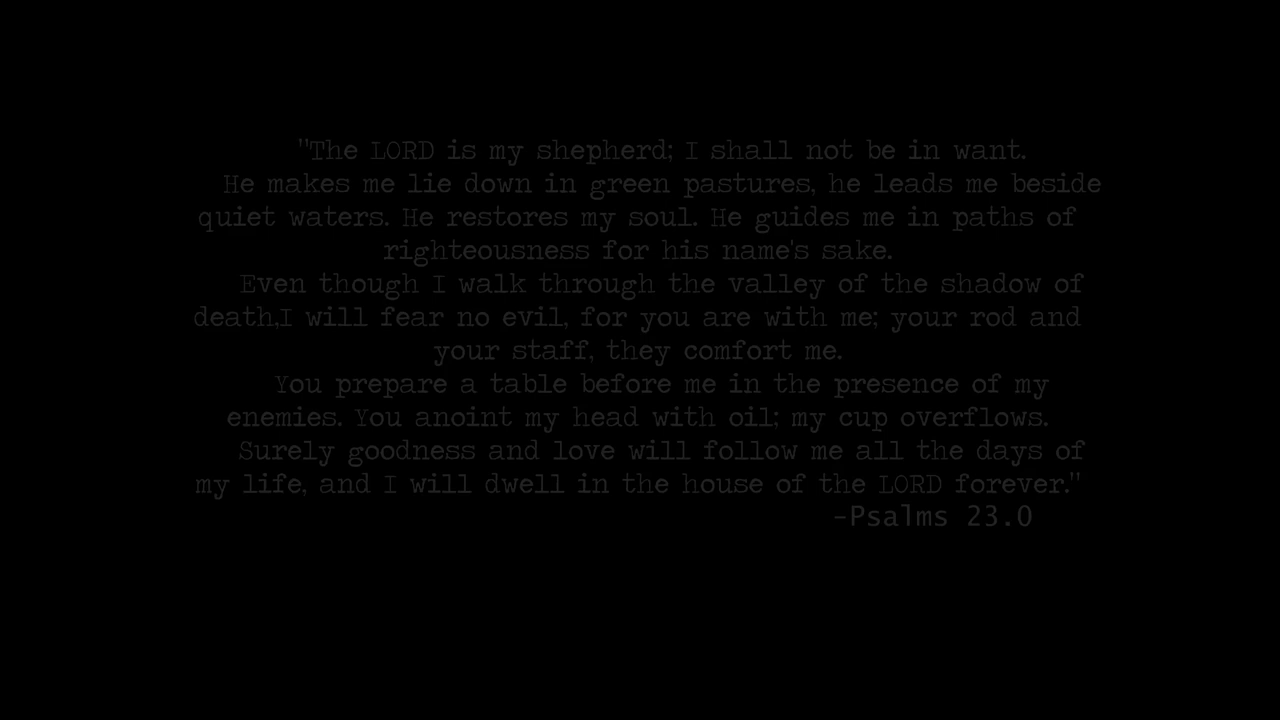 "The LORD is my shepherd; I shall not be in want.
He makes me lie down in green pastures, he leads me beside
quiet waters. He restores my soul. He guides me in paths of
righteousness for his name's sake.
Even though I walk through the valley of the shadow of
death,I will fear no evil, for you are with me; your rod and
your staff, they comfort me.
You prepare a table before me in the presence of my
enemies. You anoint my head with oil; my cup overflows.
Surely goodness and love will follow me all the days of
my life, and I will dwell in the house of the LORD forever."
-Psalms 23.0